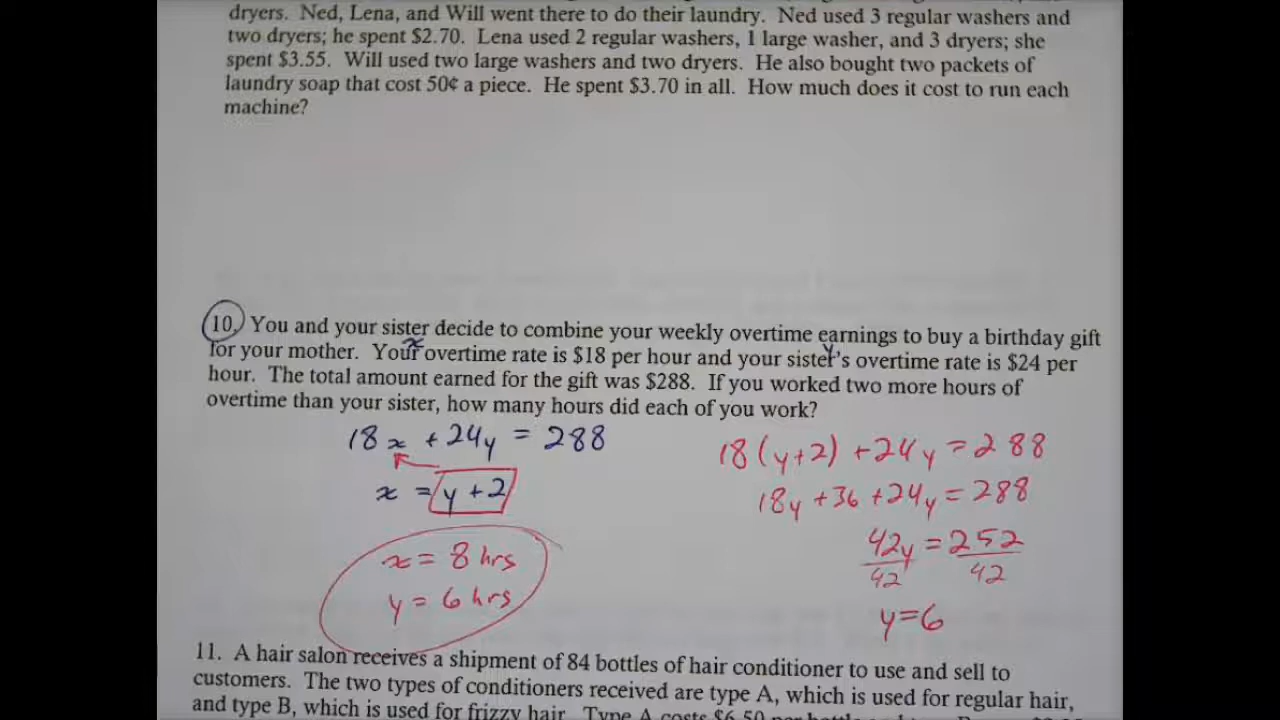 dryers. Ned, Lena, and Will went there to do their laundry. Ned used 3 regular washers and
two dryers; he spent $2.70. Lena used 2 regular washers, 1 large washer, and 3 dryers; she
spent $3.55. Will used two large washers and two dryers. He also bought two packets of
laundry soap that cost 50¢ a piece. He spent $3.70 in all. How much does it cost to run each
machine?
10. You and your sister decide to combine your weekly overtime earnings to buy a birthday gift
x y
for your mother. Your overtime rate is $18 per hour and your sister's overtime rate is $24 per
hour. The total amount earned for the gift was $288. If you worked two more hours of
overtime than your sister, how many hours did each of you work?
18x + 24y = 288
x = y + 2
x = 8 hrs
y = 6 hrs
18(y+2) + 24y = 288
18y + 36 + 24y = 288
42y = 252
42 42
y = 6
11. A hair salon receives a shipment of 84 bottles of hair conditioner to use and sell to
customers. The two types of conditioners received are type A, which is used for regular hair,
and type B, which is used for frizzy hair. Type A costs $6.50 per bottle and